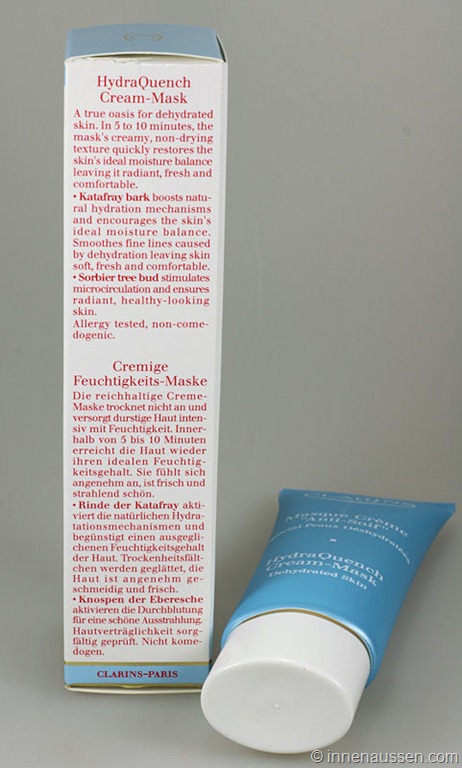 HydraQuench
Cream-Mask
A true oasis for dehydrated
skin. In 5 to 10 minutes, the
mask's creamy, non-drying
texture quickly restores the
skin's ideal moisture balance
leaving it radiant, fresh and
comfortable.
• Katafray bark boosts natu-
ral hydration mechanisms
and encourages the skin's
ideal moisture balance.
Smoothes fine lines caused
by dehydration leaving skin
soft, fresh and comfortable.
• Sorbier tree bud stimulates
microcirculation and ensures
radiant, healthy-looking
skin.
Allergy tested, non-come-
dogenic.
Cremige
Feuchtigkeits-Maske
Die reichhaltige Creme-
Maske trocknet nicht an und
versorgt durstige Haut inten-
siv mit Feuchtigkeit. Inner-
halb von 5 bis 10 Minuten
erreicht die Haut wieder
ihren idealen Feuchtig-
keitsgehalt. Sie fühlt sich
angenehm an, ist frisch und
strahlend schön.
• Rinde der Katafray akti-
viert die natürlichen Hydra-
tationsmechanismen und
begünstigt einen ausgegli-
chenen Feuchtigkeitsgehalt
der Haut. Trockenheitsfält-
chen werden geglättet, die
Haut ist angenehm ge-
schmeidig und frisch.
• Knospen der Eberesche
aktivieren die Durchblutung
für eine schöne Ausstrahlung.
Hautverträglichkeit sorg-
fältig geprüft. Nicht kome-
dogen.
CLARINS-PARIS
CLARINS
Masque Crème
"Anti-Soif"
Spécial Peaux Déshydratées
HydraQuench
Cream-Mask
Dehydrated Skin
© innenaussen.com